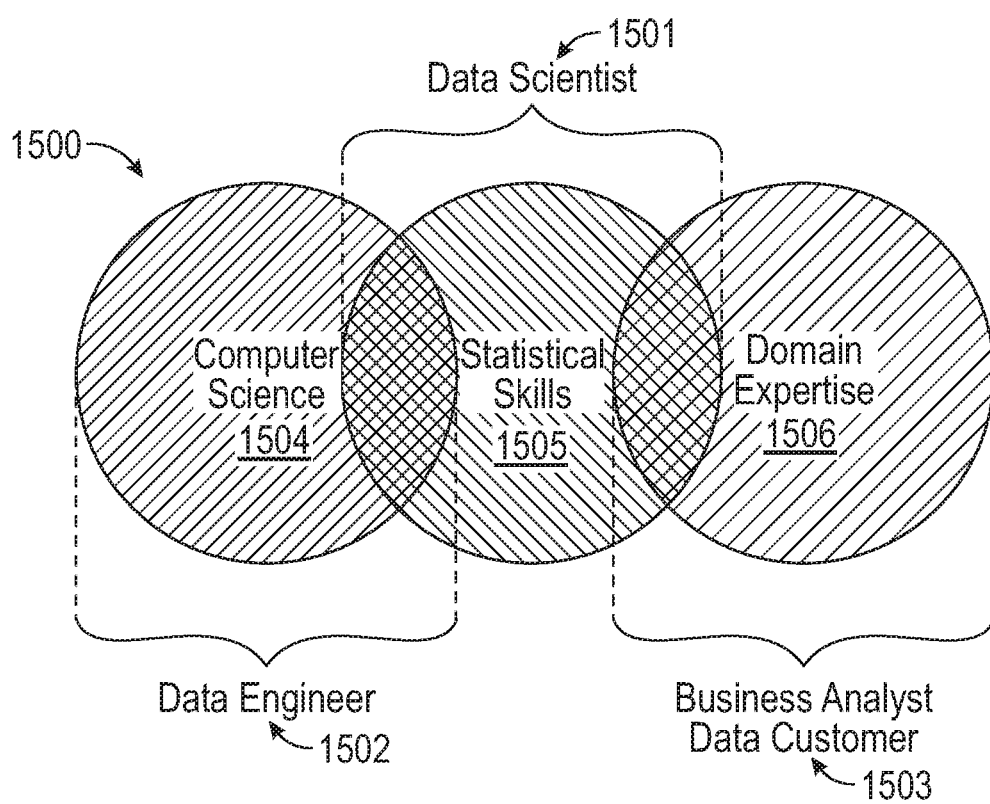 1501
Data Scientist
1500
Computer
Science
1504
Statistical
Skills
1505
Domain
Expertise
1506
Data Engineer
1502
Business Analyst
Data Customer
1503